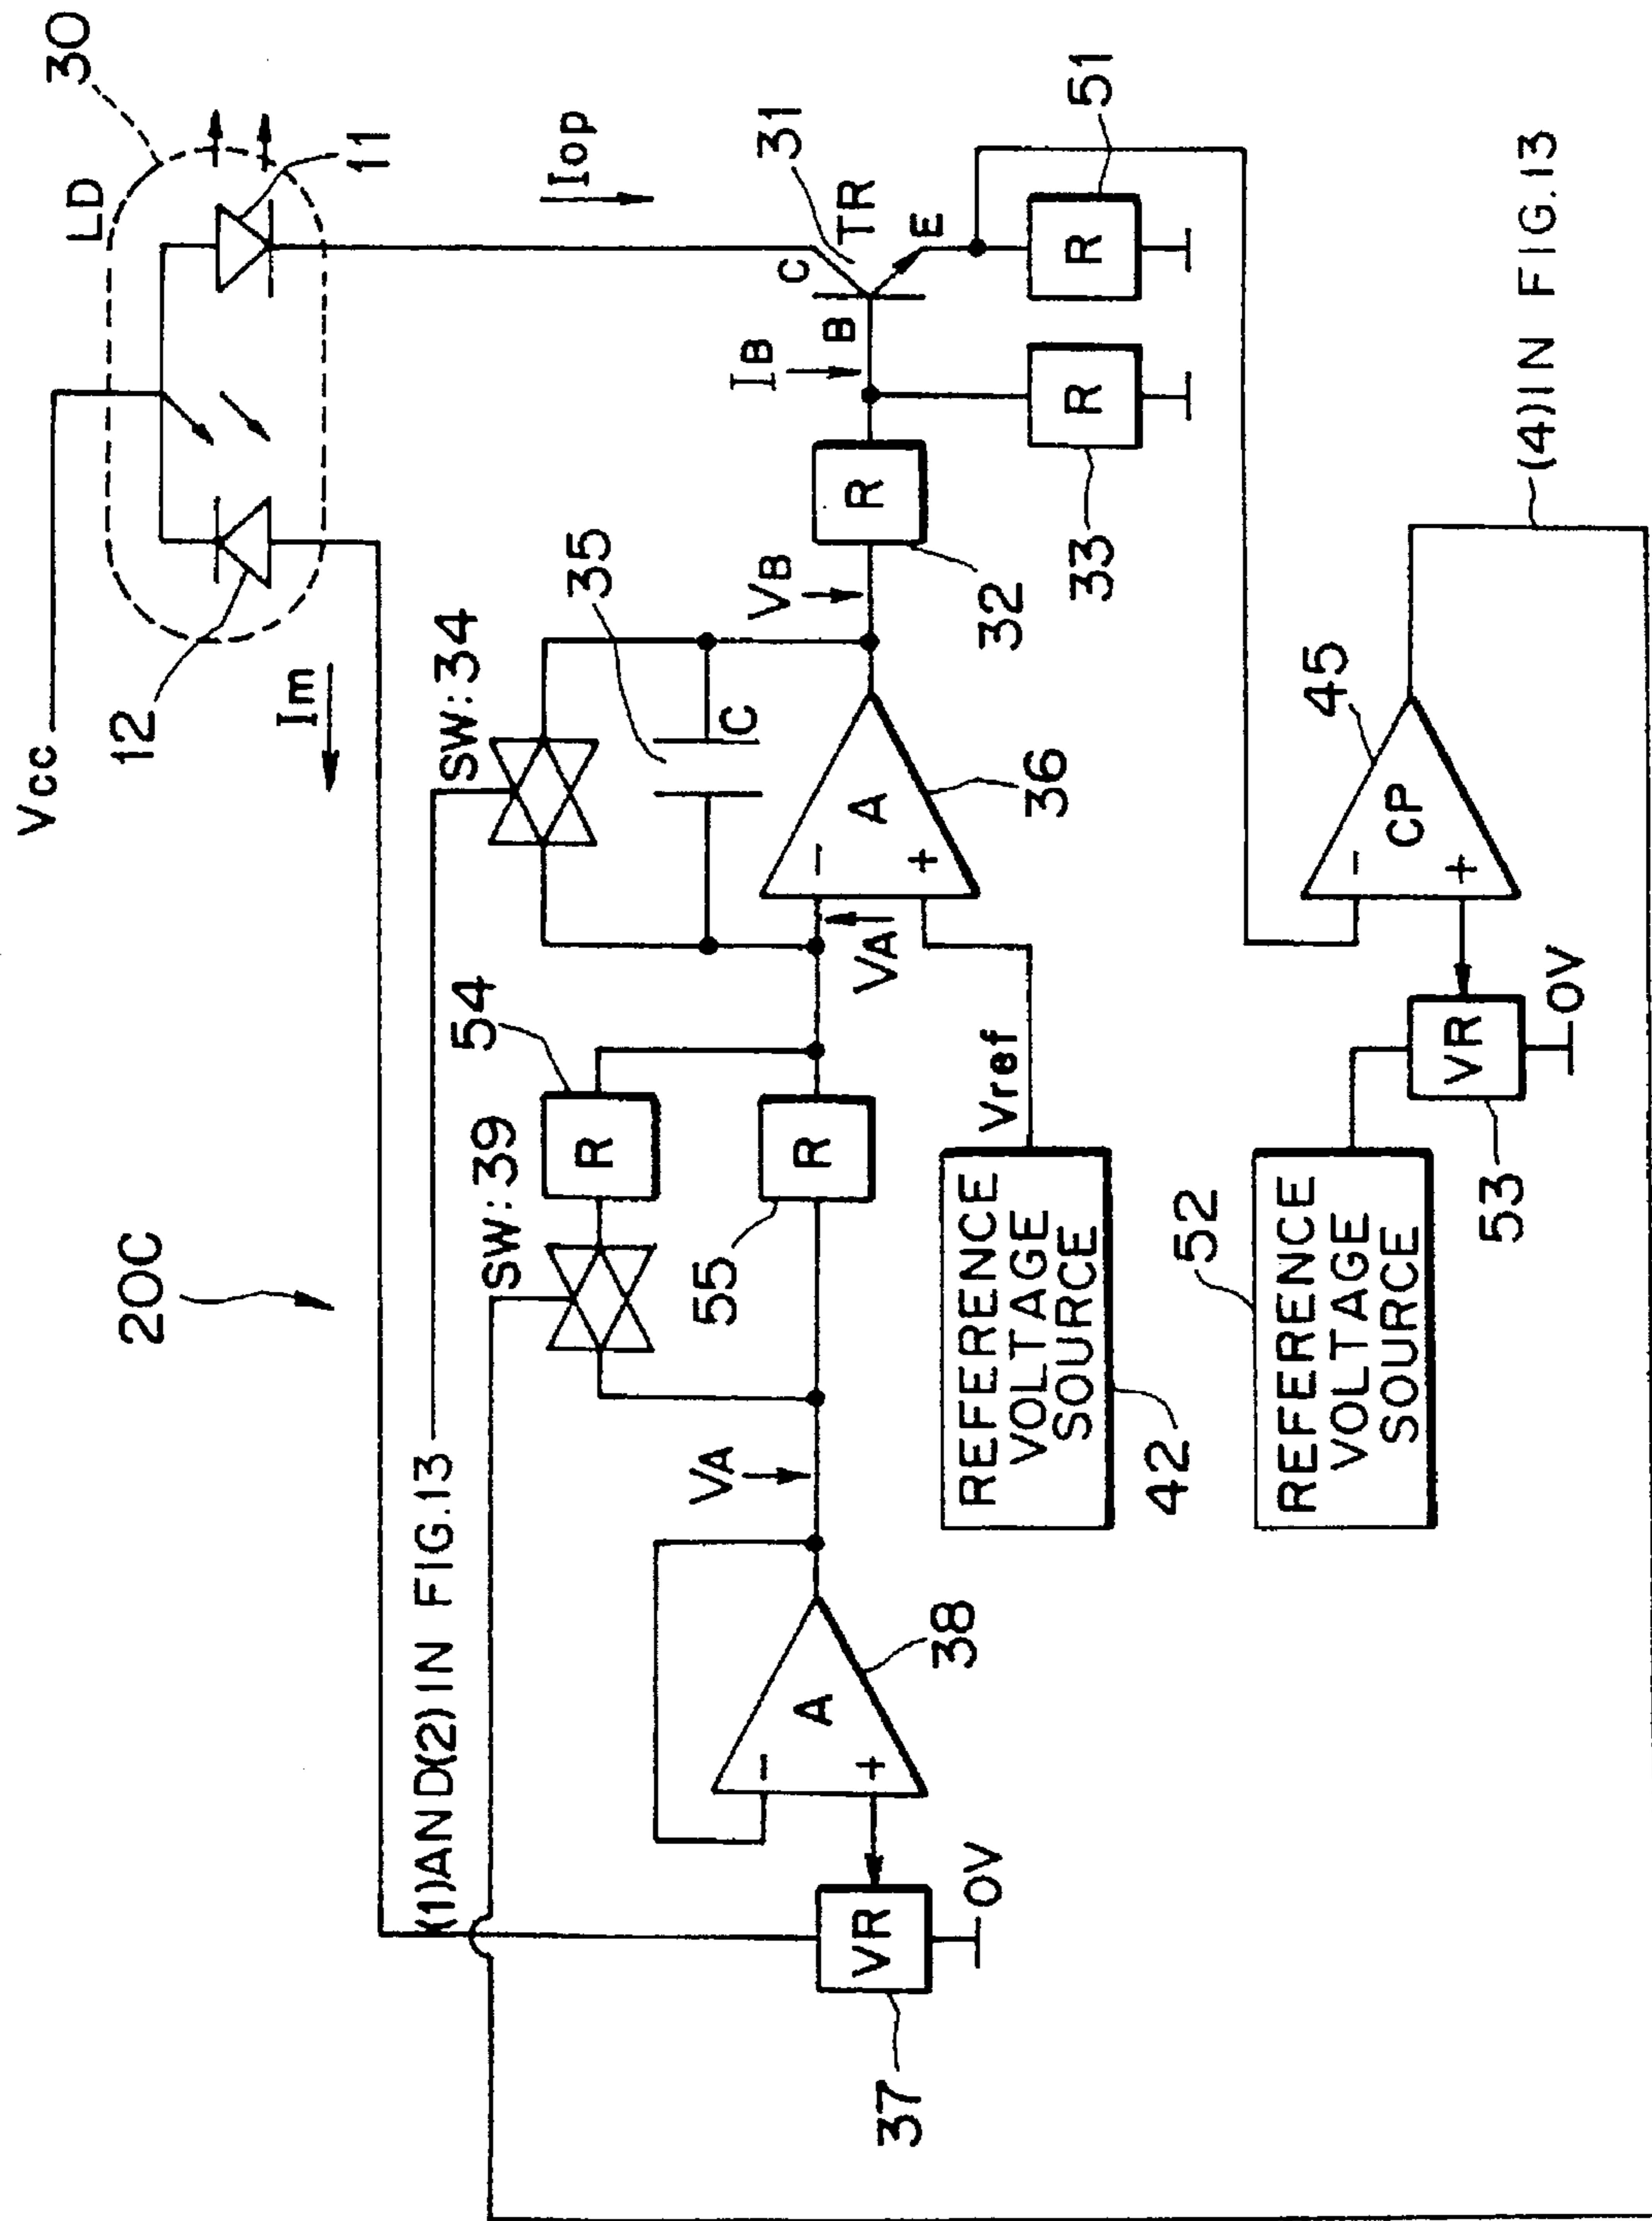 20C
Vcc
30
LD
11
12
Im
Iop
SW:34
35
C
VB
IB
31
TR
C
B
E
R
51
R
32
R
33
(1)AND(2)IN FIG.13
SW:39
54
R
R
55
VA
VA
A
-
+
36
A
-
+
38
VR
0V
37
REFERENCE
VOLTAGE
SOURCE
42
Vref
REFERENCE
VOLTAGE
SOURCE
52
VR
0V
53
CP
-
+
45
(4)IN FIG.13